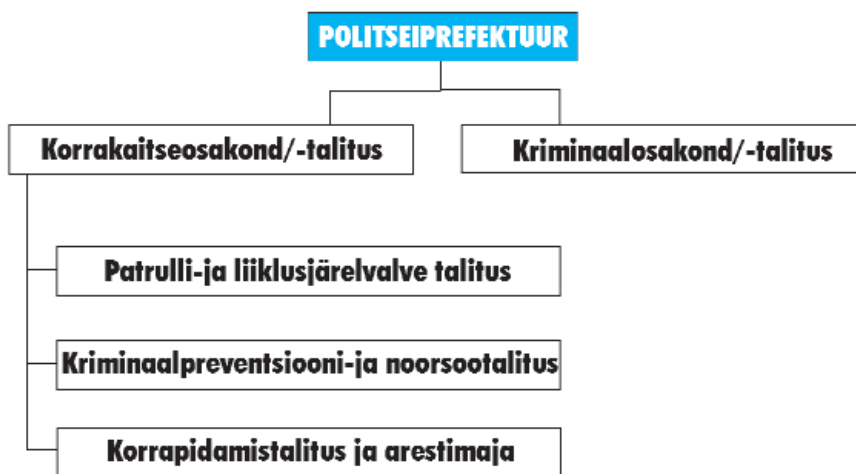 POLITSEIPREFEKTUUR
Korrakaitseosakond/-talitus
Kriminaalosakond/-talitus
Patrulli-ja liiklusjärelvalve talitus
Kriminaalpreventsiooni-ja noorsootalitus
Korrapidamistalitus ja arestimaja